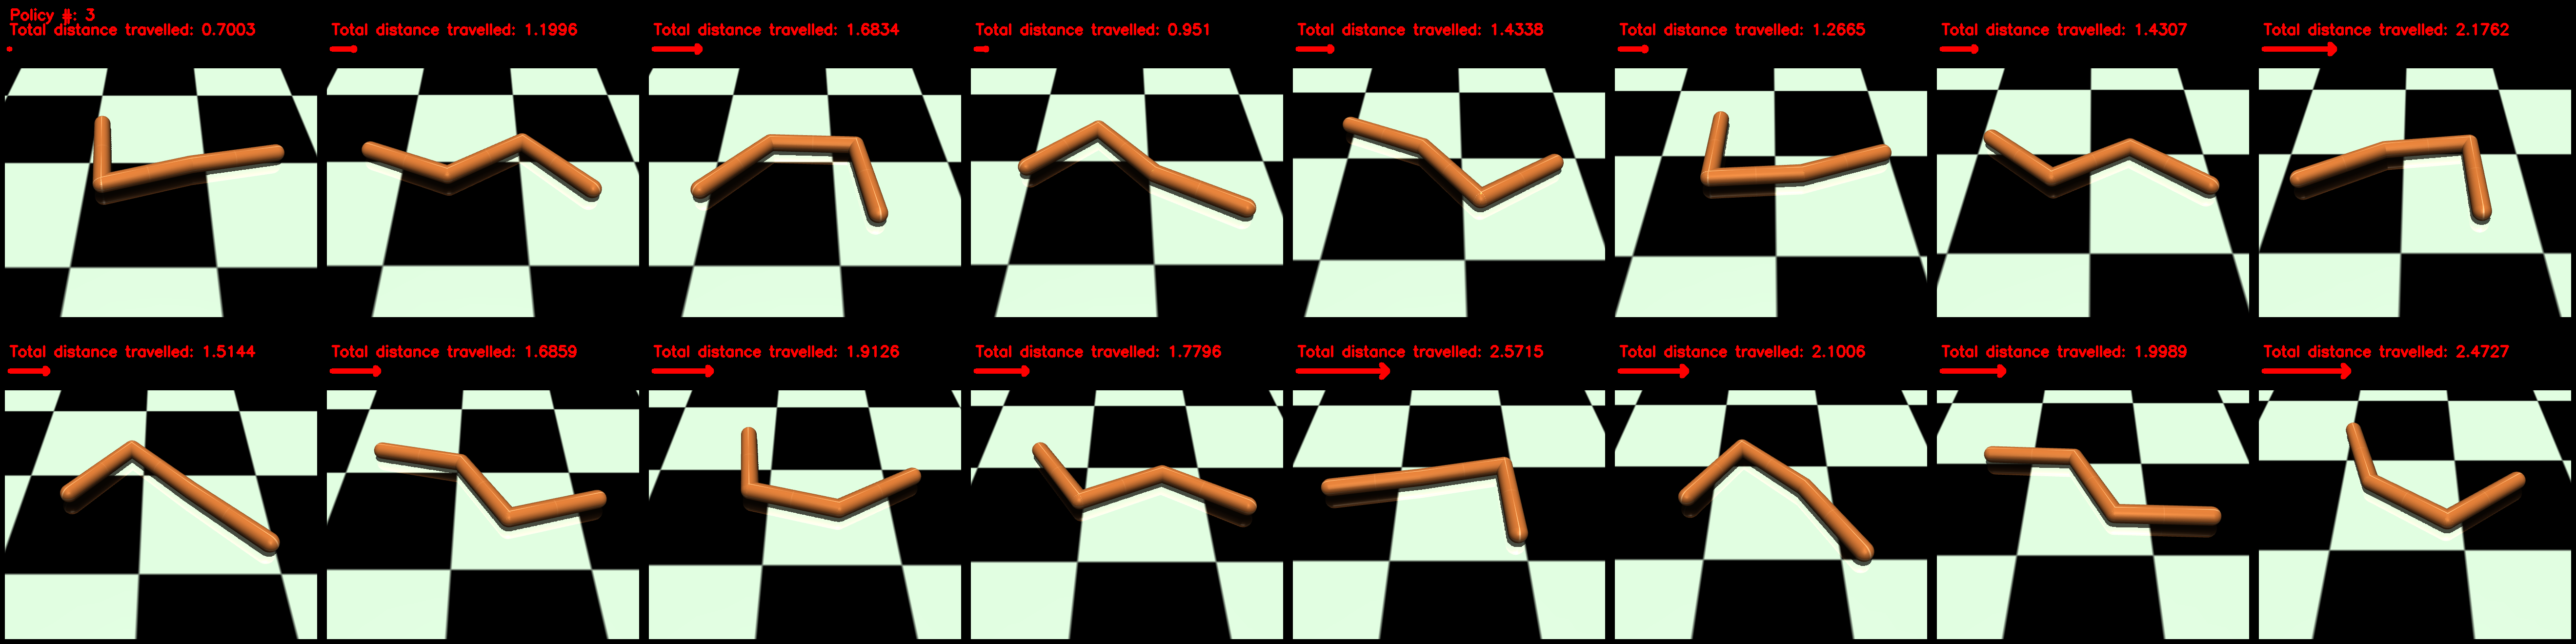 Policy #: 3
Total distance travelled: 0.7003
Total distance travelled: 1.1996
Total distance travelled: 1.6834
Total distance travelled: 0.951
Total distance travelled: 1.4338
Total distance travelled: 1.2665
Total distance travelled: 1.4307
Total distance travelled: 2.1762
Total distance travelled: 1.5144
Total distance travelled: 1.6859
Total distance travelled: 1.9126
Total distance travelled: 1.7796
Total distance travelled: 2.5715
Total distance travelled: 2.1006
Total distance travelled: 1.9989
Total distance travelled: 2.4727